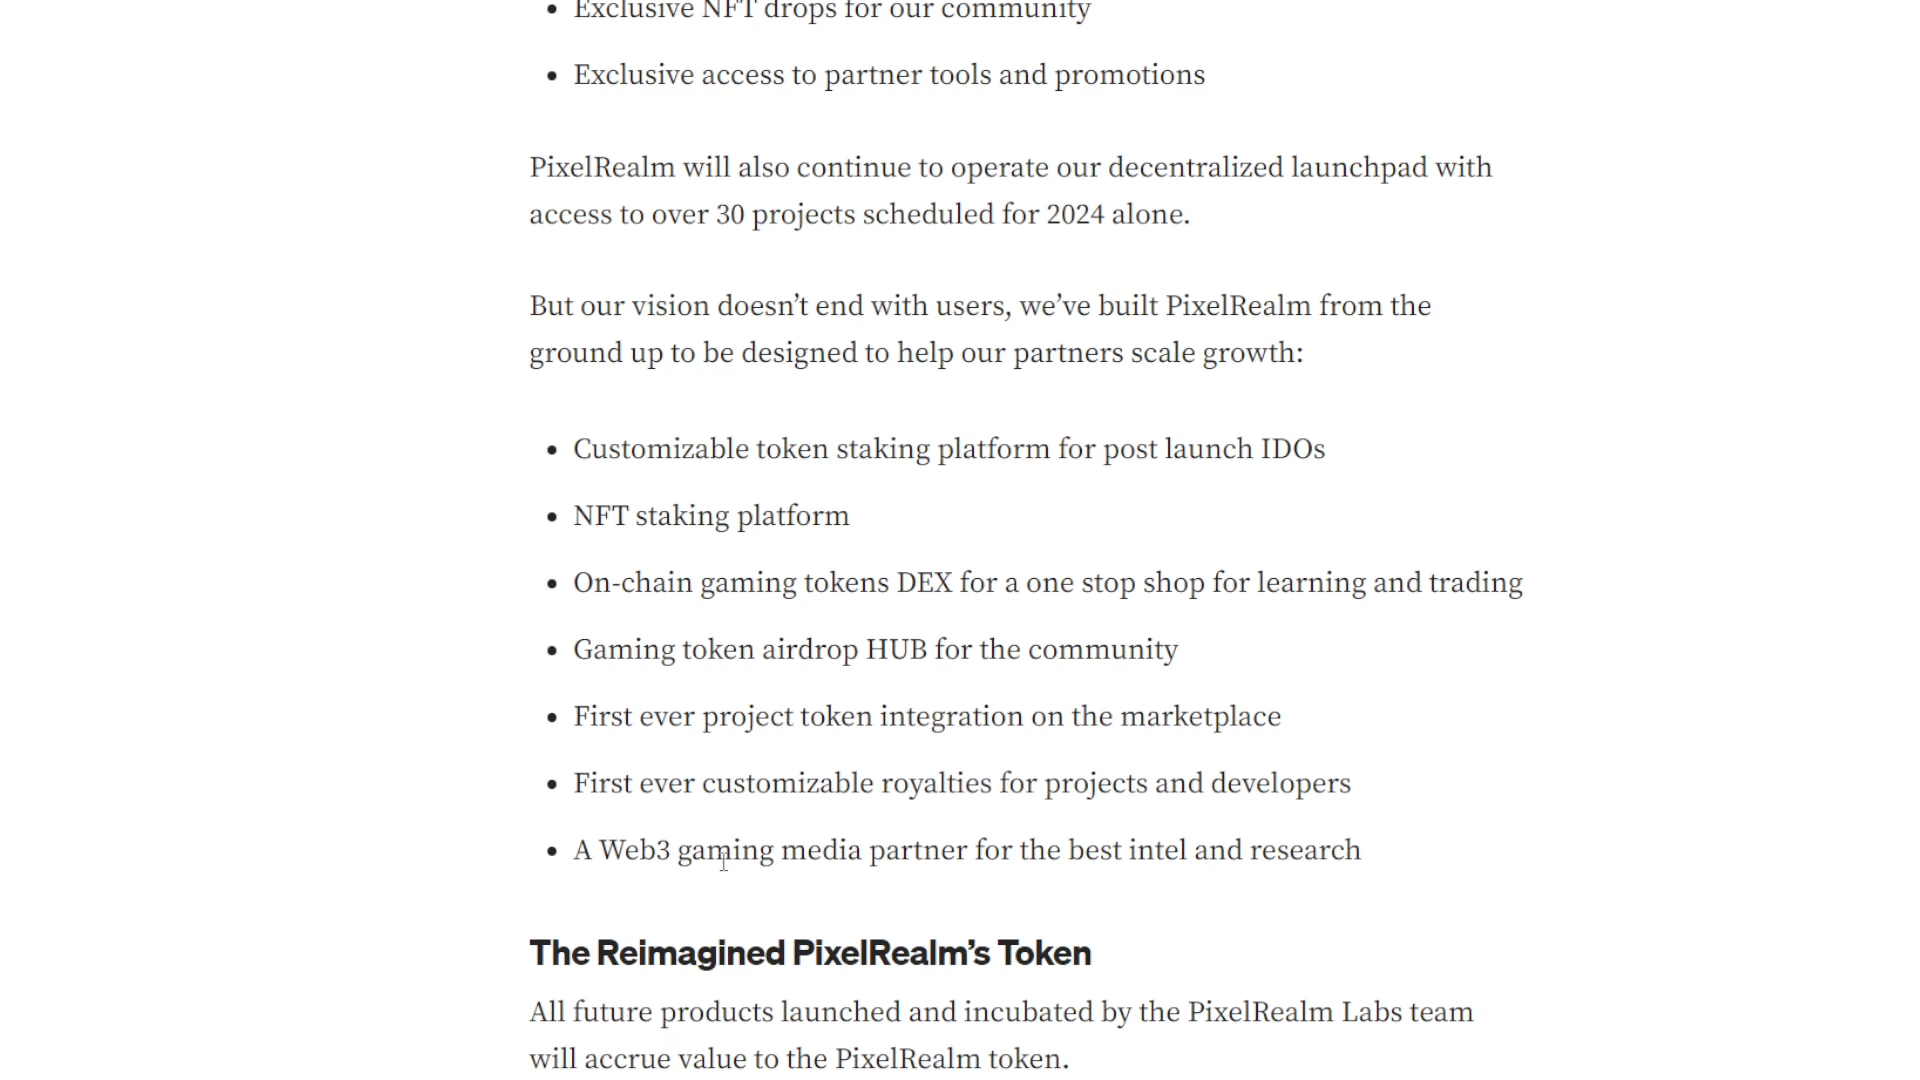 • Exclusive NFT drops for our community
• Exclusive access to partner tools and promotions
PixelRealm will also continue to operate our decentralized launchpad with
access to over 30 projects scheduled for 2024 alone.
But our vision doesn’t end with users, we’ve built PixelRealm from the
ground up to be designed to help our partners scale growth:
• Customizable token staking platform for post launch IDOs
• NFT staking platform
• On-chain gaming tokens DEX for a one stop shop for learning and trading
• Gaming token airdrop HUB for the community
• First ever project token integration on the marketplace
• First ever customizable royalties for projects and developers
• A Web3 gaming media partner for the best intel and research
The Reimagined PixelRealm’s Token
All future products launched and incubated by the PixelRealm Labs team
will accrue value to the PixelRealm token.